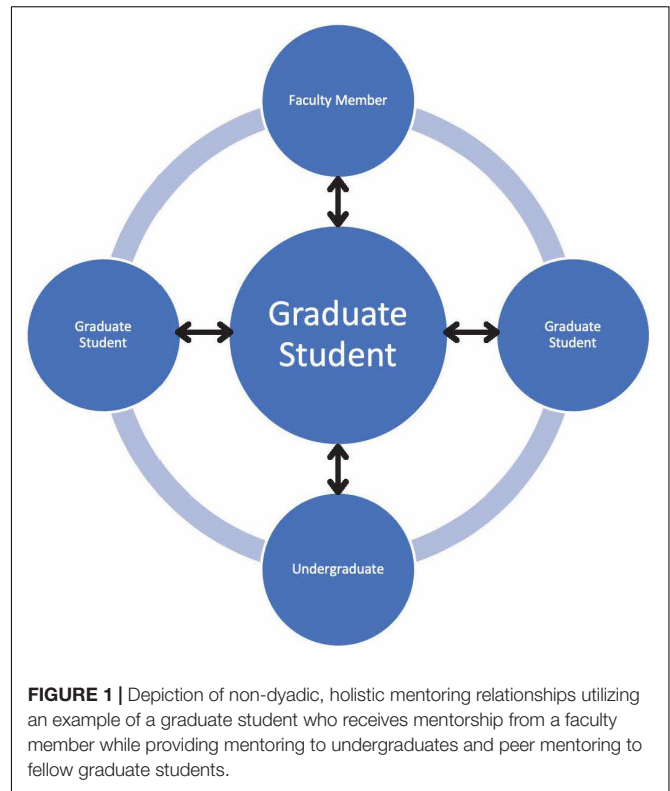 Faculty Member
Graduate
Student
Graduate
Student
Graduate
Student
Undergraduate
FIGURE 1 | Depiction of non-dyadic, holistic mentoring relationships utilizing
an example of a graduate student who receives mentorship from a faculty
member while providing mentoring to undergraduates and peer mentoring to
fellow graduate students.